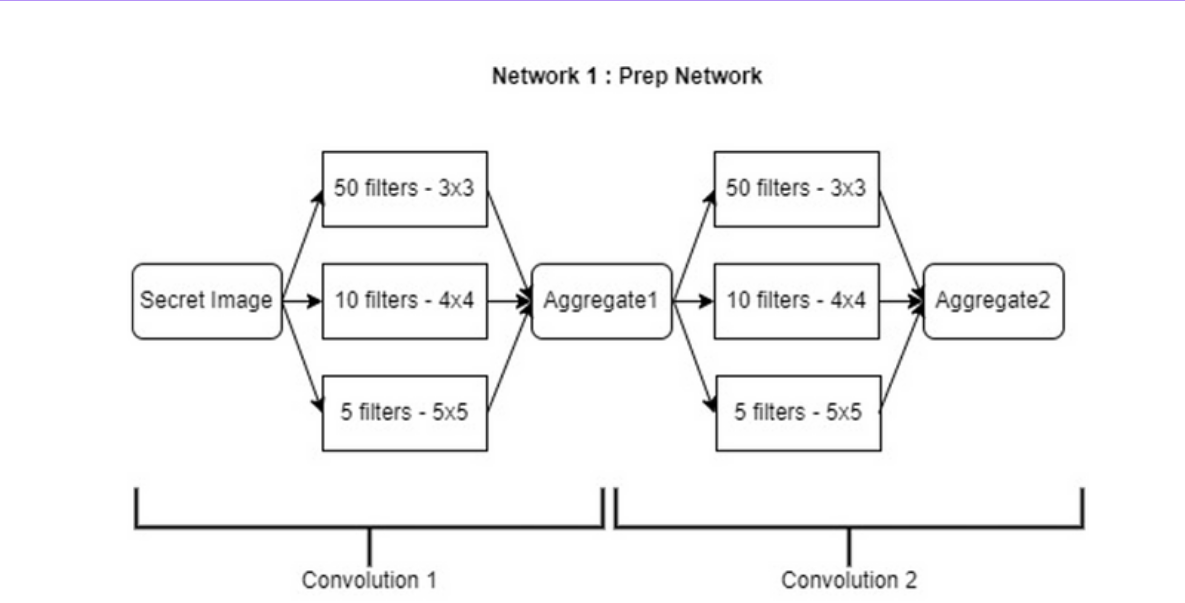 Network 1 : Prep Network
50 filters - 3x3
50 filters - 3x3
Secret Image
10 filters - 4x4
Aggregate1
10 filters - 4x4
Aggregate2
5 filters - 5x5
5 filters - 5x5
Convolution 1
Convolution 2